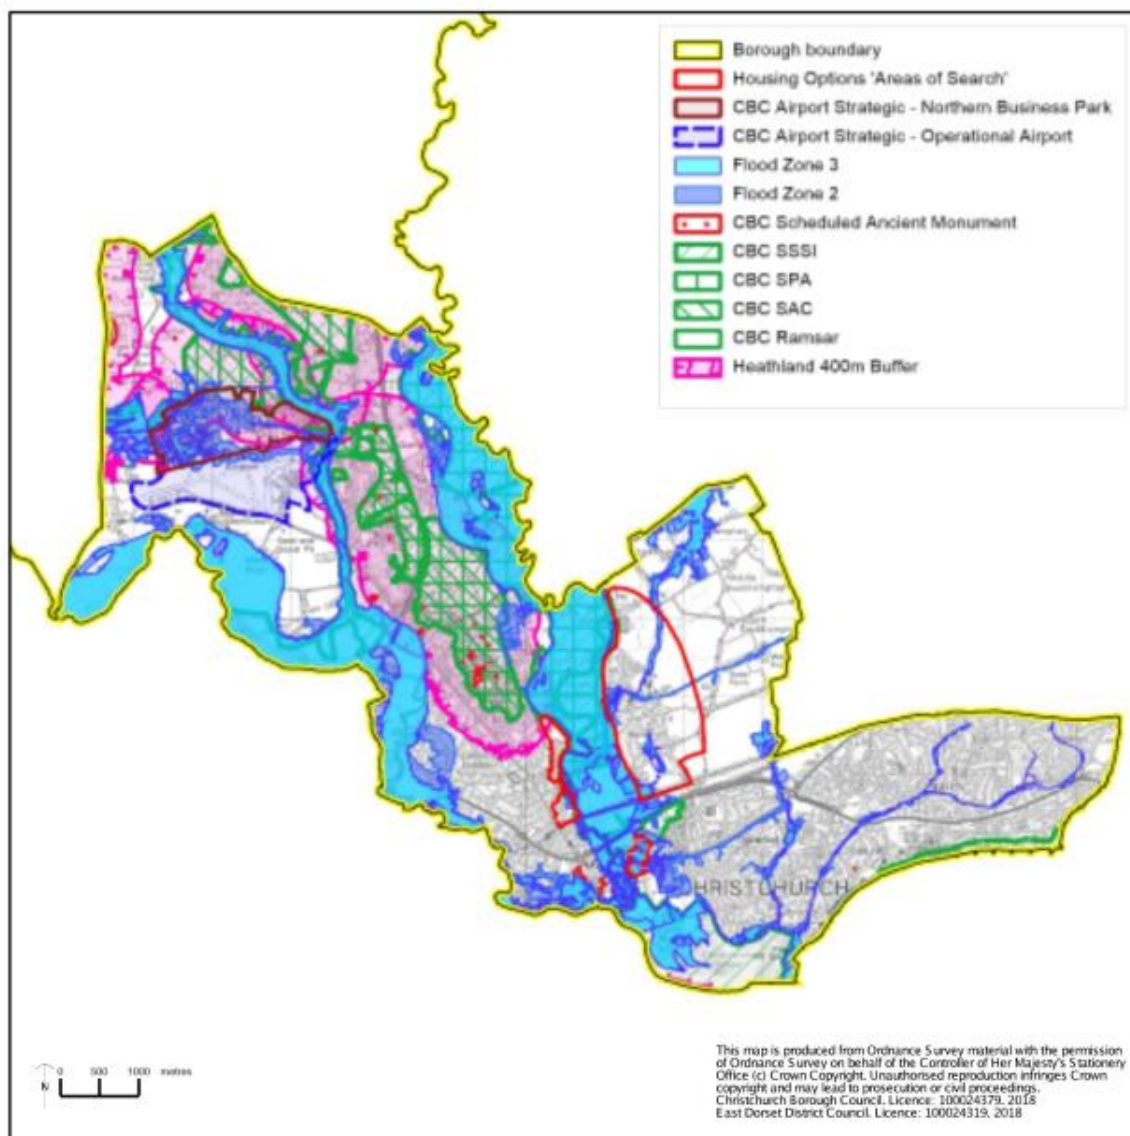 Borough boundary
Housing Options 'Areas of Search'
CBC Airport Strategic - Northern Business Park
CBC Airport Strategic - Operational Airport
Flood Zone 3
Flood Zone 2
CBC Scheduled Ancient Monument
CBC SSSI
CBC SPA
CBC SAC
CBC Ramsar
Heathland 400m Buffer
CHRISTCHURCH
0 500 1000 metres
N
This map is produced from Ordnance Survey material with the permission
of Ordnance Survey on behalf of the Controller of Her Majesty's Stationery
Office (c) Crown Copyright. Unauthorised reproduction infringes Crown
copyright and may lead to prosecution or civil proceedings.
Christchurch Borough Council. Licence: 100024379. 2018
East Dorset District Council. Licence: 100024319. 2018